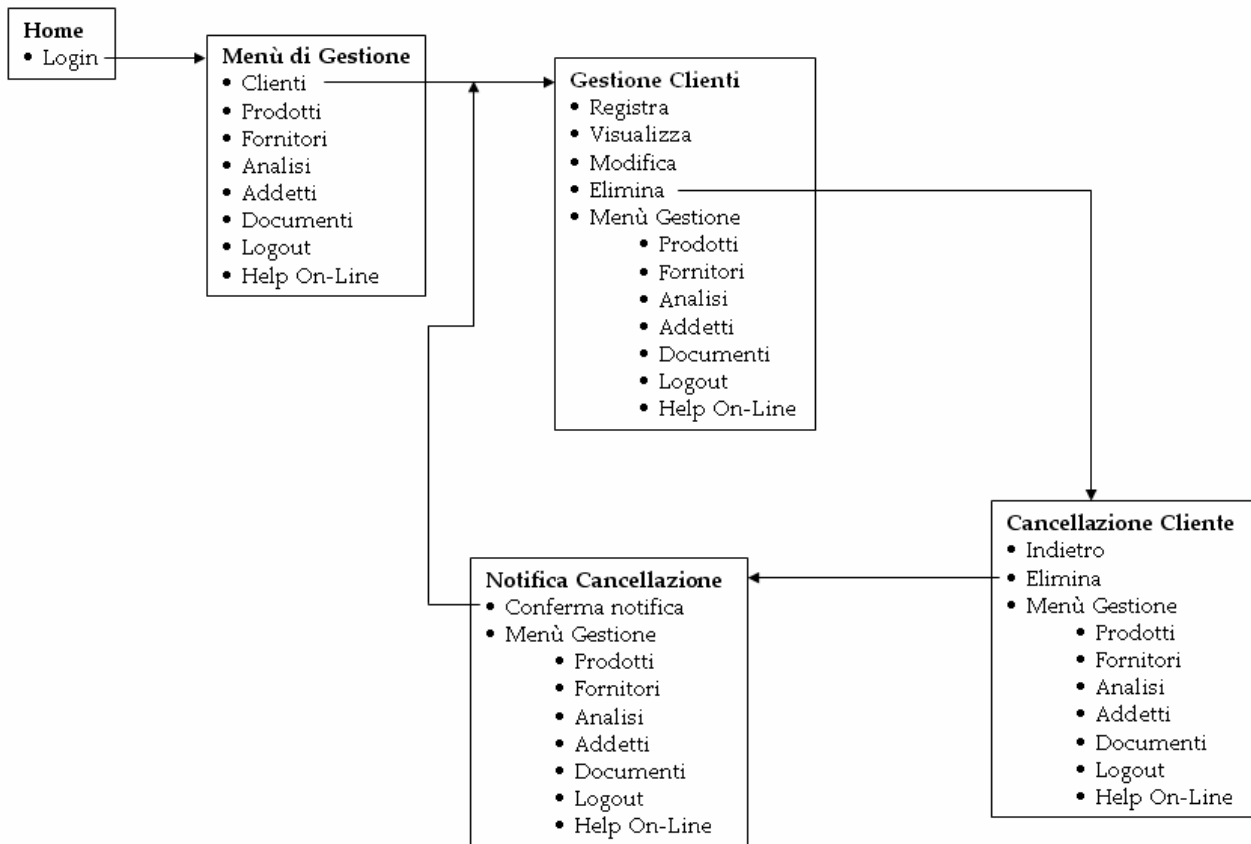 Home
• Login
Menù di Gestione
• Clienti
• Prodotti
• Fornitori
• Analisi
• Addetti
• Documenti
• Logout
• Help On-Line
Gestione Clienti
• Registra
• Visualizza
• Modifica
• Elimina
• Menù Gestione
• Prodotti
• Fornitori
• Analisi
• Addetti
• Documenti
• Logout
• Help On-Line
Cancellazione Cliente
• Indietro
• Elimina
• Menù Gestione
• Prodotti
• Fornitori
• Analisi
• Addetti
• Documenti
• Logout
• Help On-Line
Notifica Cancellazione
• Conferma notifica
• Menù Gestione
• Prodotti
• Fornitori
• Analisi
• Addetti
• Documenti
• Logout
• Help On-Line